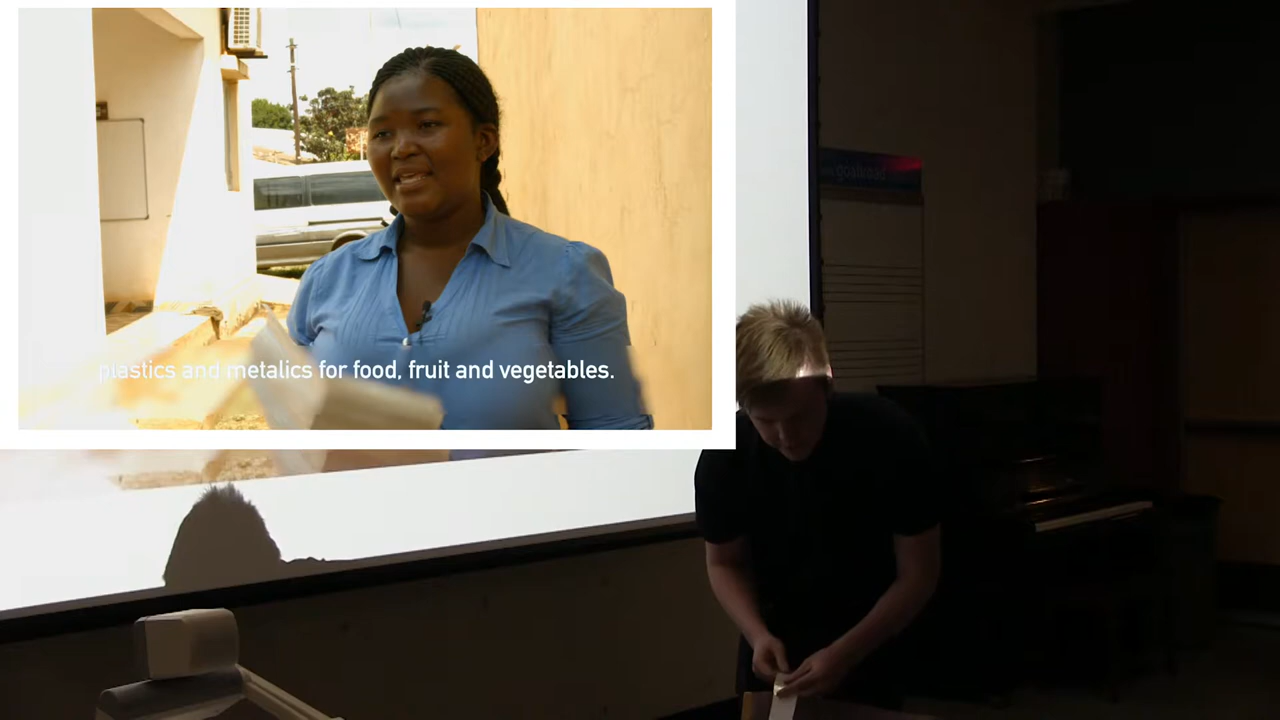 plastics and metalics for food, fruit and vegetables.